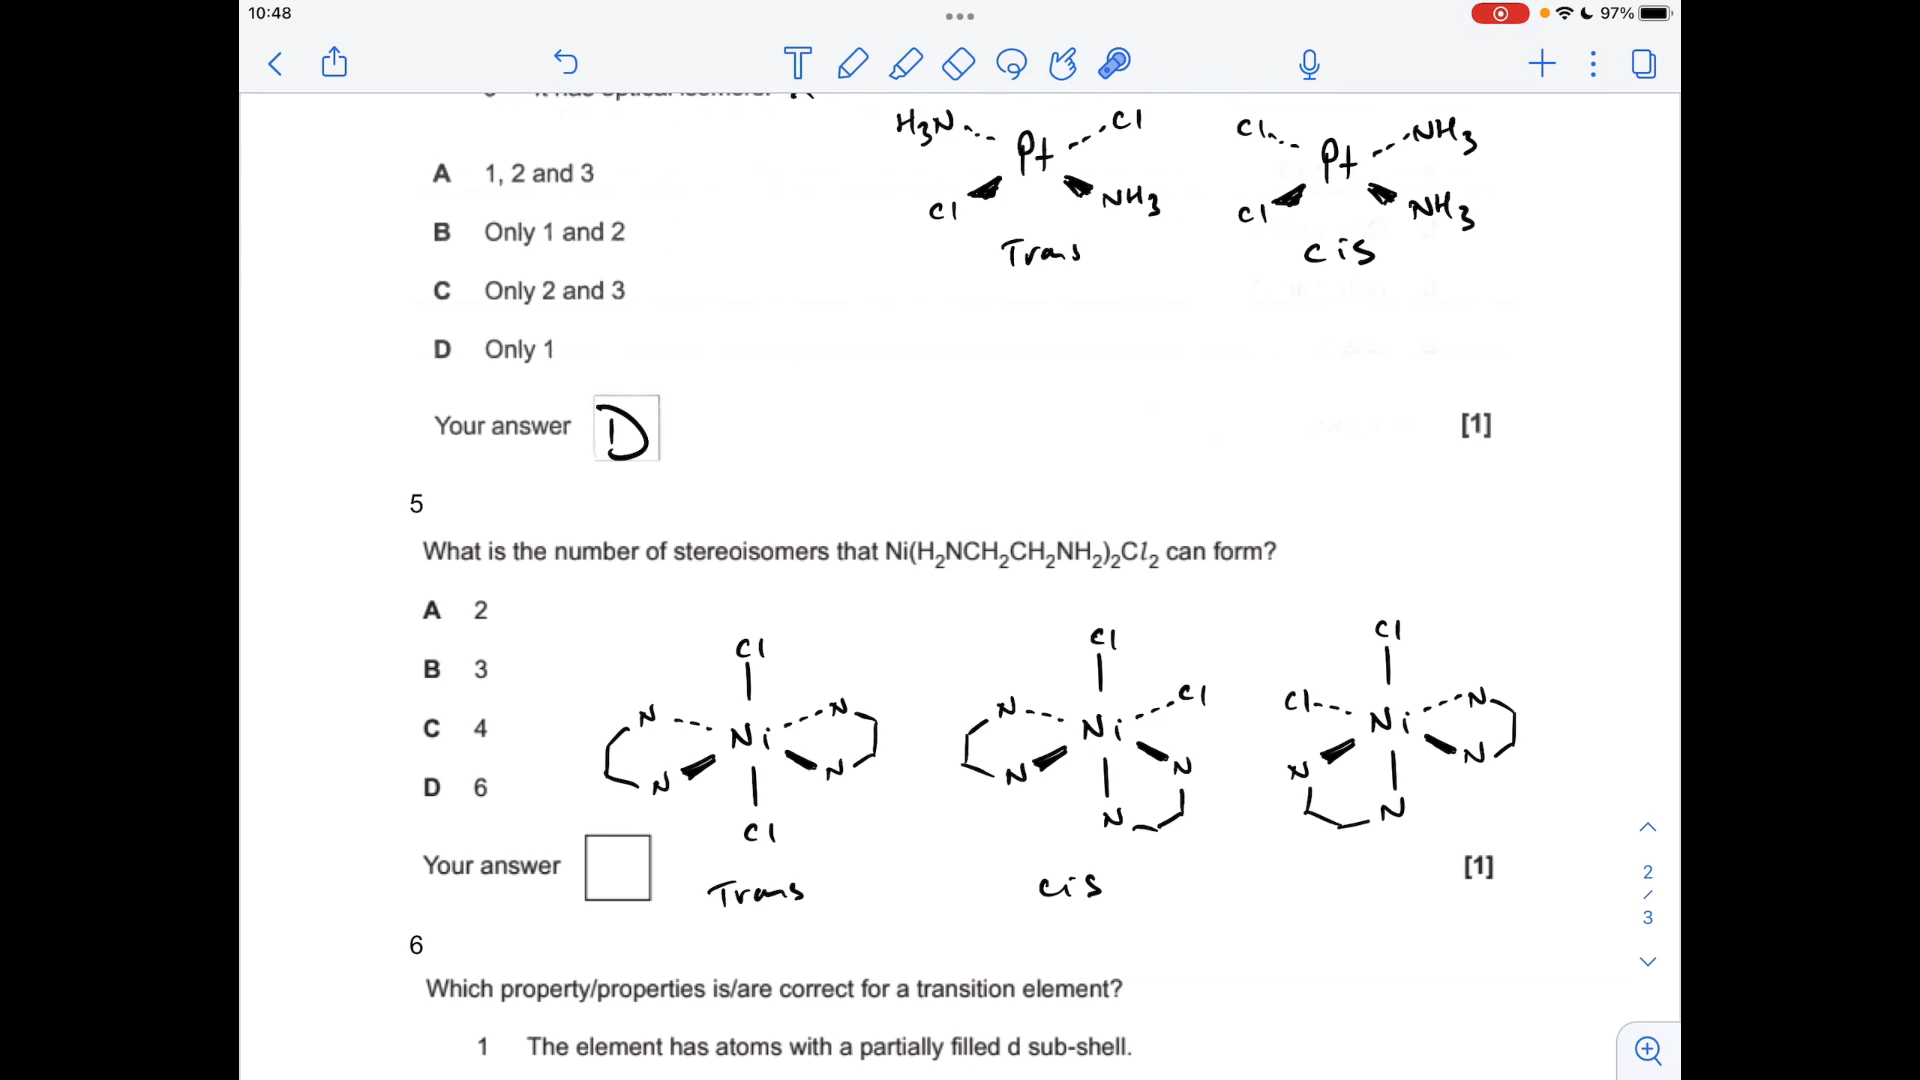 10:48
97%
A 1, 2 and 3
B Only 1 and 2
C Only 2 and 3
D Only 1
H₃N Cl
Pt
Cl NH₃
Trans
Cl NH₃
Pt
Cl NH₃
cis
Your answer D [1]
5
What is the number of stereoisomers that Ni(H₂NCH₂CH₂NH₂)₂Cl₂ can form?
A 2
B 3
C 4
D 6
Cl
N N
Ni
N N
Cl
Trans
Cl
N Cl
Ni
N N
N
cis
Cl
Cl N
Ni
N N
N
Your answer [1]
6
Which property/properties is/are correct for a transition element?
1 The element has atoms with a partially filled d sub-shell.
2
/
3